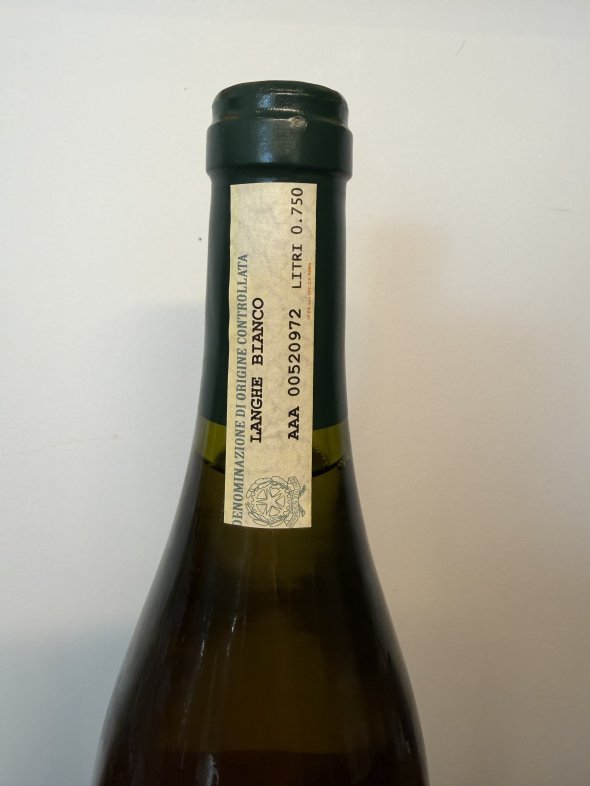 DENOMINAZIONE DI ORIGINE CONTROLLATA
LANGHE BIANCO
AAA 00520972 LITRI 0.750